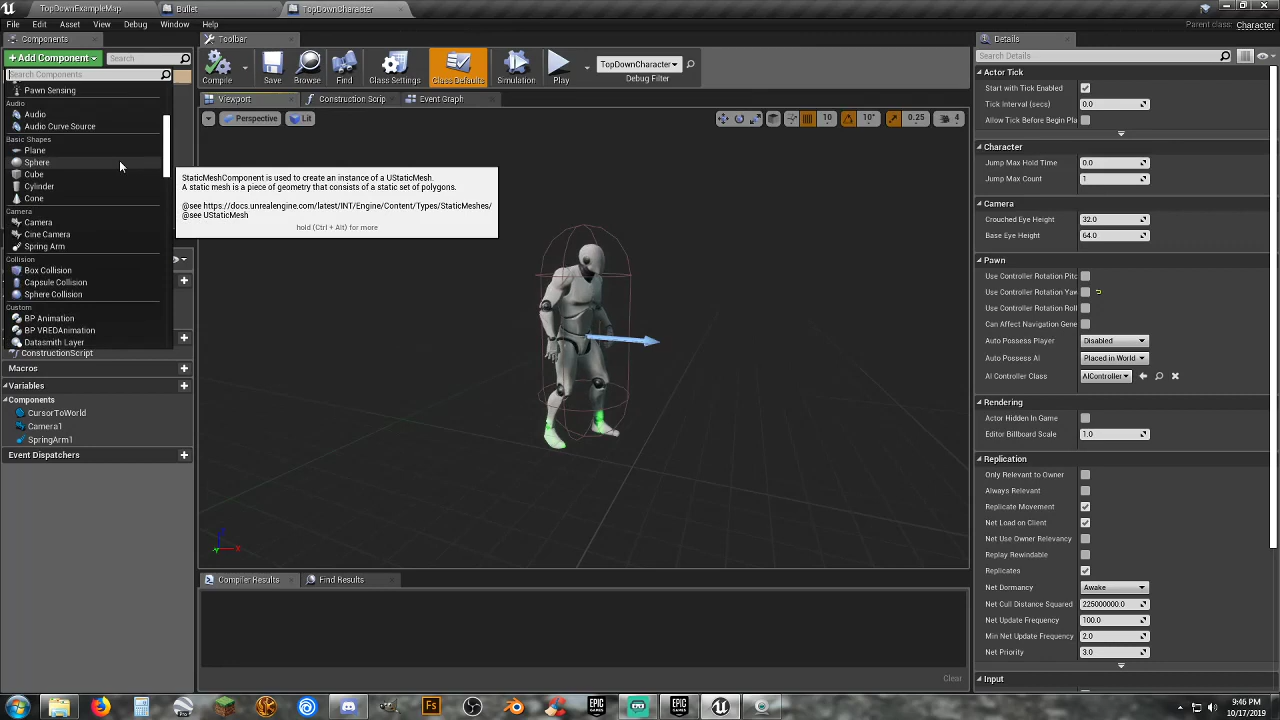 TopDownExampleMap
Bullet
TopDownCharacter
File Edit Asset View Debug Window Help
Parent class: Character
Components
Toolbar
Details
+ Add Component
Search
Search Components
Compile
Save
Browse
Find
Class Settings
Class Defaults
Simulation
Play
TopDownCharacter
Debug Filter
Search Details
Pawn Sensing
Audio
Audio
Audio Curve Source
Basic Shapes
Plane
Sphere
Cube
Cylinder
Cone
Camera
Camera
Cine Camera
Spring Arm
Collision
Box Collision
Capsule Collision
Sphere Collision
Custom
BP Animation
BP VREDAnimation
Datasmith Layer
ConstructionScript
Macros
Variables
Components
CursorToWorld
Camera1
SpringArm1
Event Dispatchers
Viewport
Construction Scrip
Event Graph
Perspective
Lit
10
10°
0.25
4
StaticMeshComponent is used to create an instance of a UStaticMesh.
A static mesh is a piece of geometry that consists of a static set of polygons.
@see https://docs.unrealengine.com/latest/INT/Engine/Content/Types/StaticMeshes/
@see UStaticMesh
hold (Ctrl + Alt) for more
Compiler Results
Find Results
Clear
Actor Tick
Start with Tick Enabled
Tick Interval (secs) 0.0
Allow Tick Before Begin Pla
Character
Jump Max Hold Time 0.0
Jump Max Count 1
Camera
Crouched Eye Height 32.0
Base Eye Height 64.0
Pawn
Use Controller Rotation Pitc
Use Controller Rotation Yaw
Use Controller Rotation Roll
Can Affect Navigation Gene
Auto Possess Player Disabled
Auto Possess AI Placed in World
AI Controller Class AIController
Rendering
Actor Hidden In Game
Editor Billboard Scale 1.0
Replication
Only Relevant to Owner
Always Relevant
Replicate Movement
Net Load on Client
Net Use Owner Relevancy
Replay Rewindable
Replicates
Net Dormancy Awake
Net Cull Distance Squared 225000000.0
Net Update Frequency 100.0
Min Net Update Frequency 2.0
Net Priority 3.0
Input
Fs
EPIC GAMES
EPIC GAMES
9:46 PM
10/17/2019